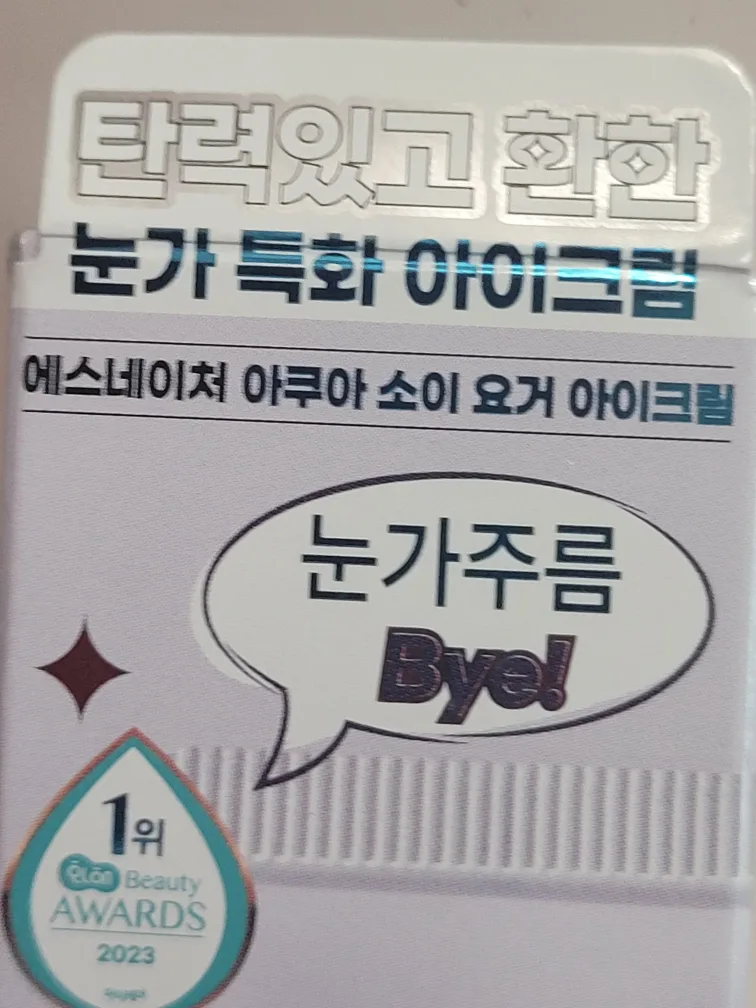 탄력있고 환한
눈가 특화 아이크림
에스네이처 아쿠아 소이 요거 아이크림
눈가주름
Bye!
1위
Beauty
AWARDS
2023